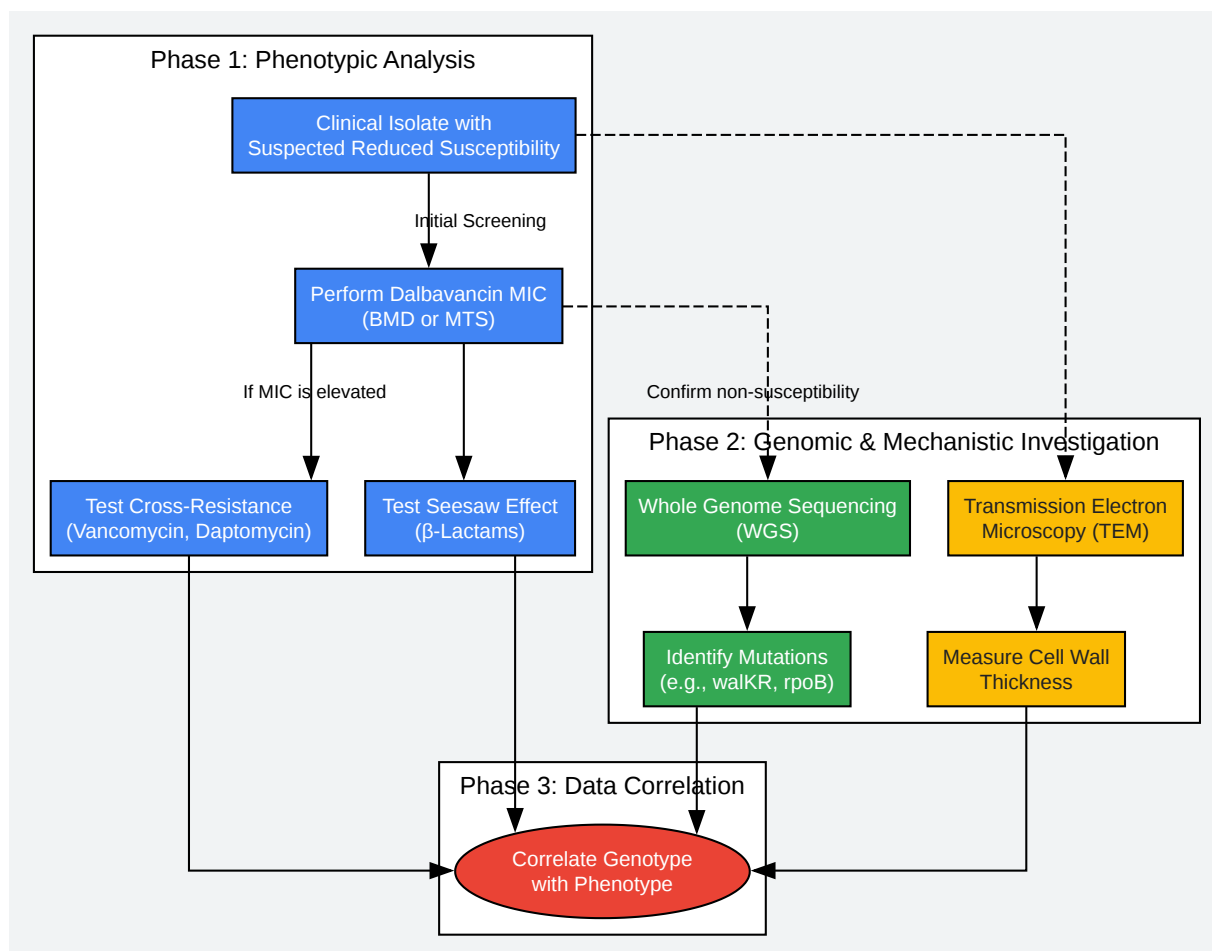 Phase 1: Phenotypic Analysis
Clinical Isolate with
Suspected Reduced Susceptibility
Initial Screening
Perform Dalbavancin MIC
(BMD or MTS)
If MIC is elevated
Confirm non-susceptibility
Test Cross-Resistance
(Vancomycin, Daptomycin)
Test Seesaw Effect
(β-Lactams)
Phase 2: Genomic & Mechanistic Investigation
Whole Genome Sequencing
(WGS)
Transmission Electron
Microscopy (TEM)
Identify Mutations
(e.g., walKR, rpoB)
Measure Cell Wall
Thickness
Phase 3: Data Correlation
Correlate Genotype
with Phenotype